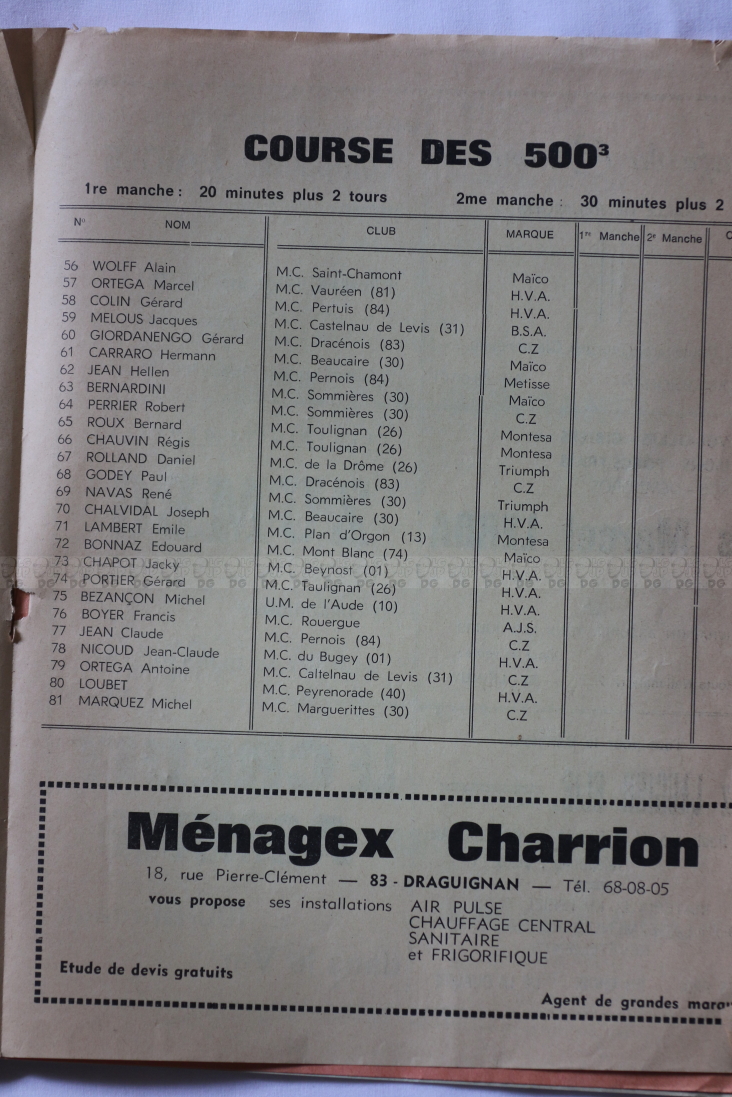 COURSE DES 500³
1re manche : 20 minutes plus 2 tours 2me manche : 30 minutes plus 2
N° NOM CLUB MARQUE 1re Manche 2e Manche C
56 WOLFF Alain M.C. Saint-Chamont Maïco
57 ORTEGA Marcel M.C. Vauréen (81) H.V.A.
58 COLIN Gérard M.C. Pertuis (84) H.V.A.
59 MELOUS Jacques M.C. Castelnau de Levis (31) B.S.A.
60 GIORDANENGO Gérard M.C. Dracénois (83) C.Z
61 CARRARO Hermann M.C. Beaucaire (30) Maïco
62 JEAN Hellen M.C. Pernois (84) Metisse
63 BERNARDINI M.C. Sommières (30) Maïco
64 PERRIER Robert M.C. Sommières (30) C.Z
65 ROUX Bernard M.C. Toulignan (26) Montesa
66 CHAUVIN Régis M.C. Toulignan (26) Montesa
67 ROLLAND Daniel M.C. de la Drôme (26) Triumph
68 GODEY Paul M.C. Dracénois (83) C.Z
69 NAVAS René M.C. Sommières (30) Triumph
70 CHALVIDAL Joseph M.C. Beaucaire (30) H.V.A.
71 LAMBERT Emile M.C. Plan d'Orgon (13) Montesa
72 BONNAZ Edouard M.C. Mont Blanc (74) Maïco
73 CHAPOT Jacky M.C. Beynost (01) H.V.A.
74 PORTIER Gérard M.C. Taulignan (26) H.V.A.
75 BEZANÇON Michel U.M. de l'Aude (10) H.V.A.
76 BOYER Francis M.C. Rouergue A.J.S.
77 JEAN Claude M.C. Pernois (84) C.Z
78 NICOUD Jean-Claude M.C. du Bugey (01) H.V.A.
79 ORTEGA Antoine M.C. Caltelnau de Levis (31) C.Z
80 LOUBET M.C. Peyrenorade (40) H.V.A.
81 MARQUEZ Michel M.C. Marguerittes (30) C.Z
Ménagex Charrion
18, rue Pierre-Clément — 83 - DRAGUIGNAN — Tél. 68-08-05
vous propose ses installations AIR PULSE
CHAUFFAGE CENTRAL
SANITAIRE
et FRIGORIFIQUE
Etude de devis gratuits
Agent de grandes marq